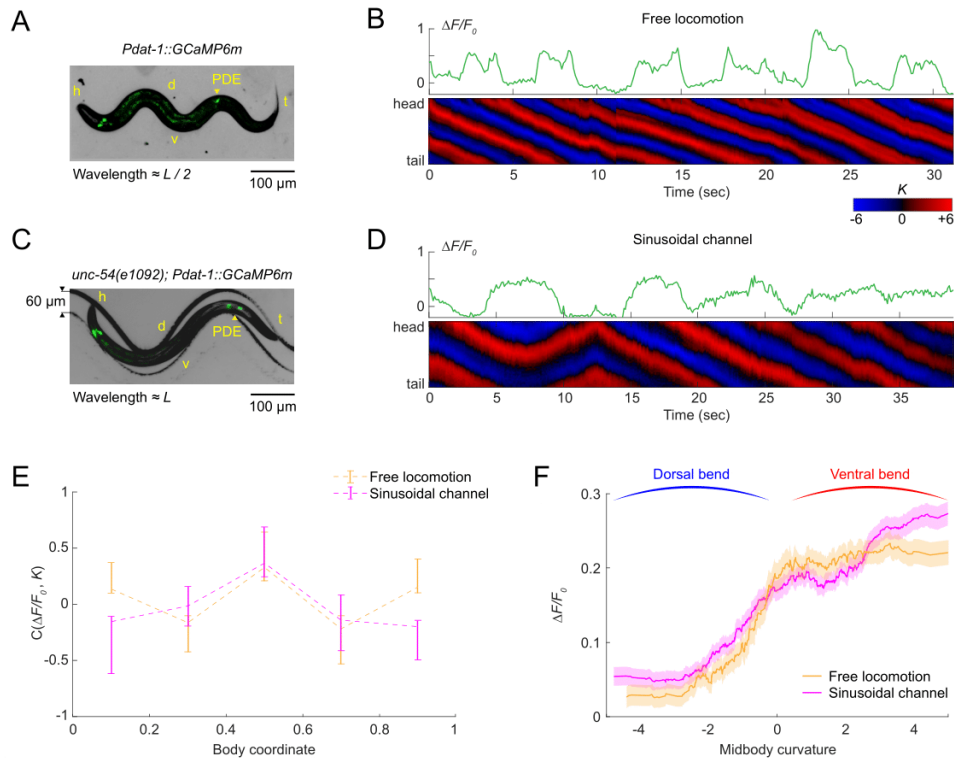 A
Pdat-1::GCaMP6m
h
d
PDE
t
v
Wavelength ≈ L / 2
100 µm
B
ΔF/F0
Free locomotion
1
0
head
tail
0 5 10 15 20 25 30
Time (sec)
K
-6 0 +6
C
unc-54(e1092); Pdat-1::GCaMP6m
60 µm
h
d
t
PDE
v
Wavelength ≈ L
100 µm
D
ΔF/F0
Sinusoidal channel
1
0
head
tail
0 5 10 15 20 25 30 35
Time (sec)
E
Free locomotion
Sinusoidal channel
C(ΔF/F0, K)
1
0.5
0
-0.5
-1
0 0.2 0.4 0.6 0.8 1
Body coordinate
F
Dorsal bend
Ventral bend
ΔF/F0
0.3
0.2
0.1
0
Free locomotion
Sinusoidal channel
-4 -2 0 2 4
Midbody curvature